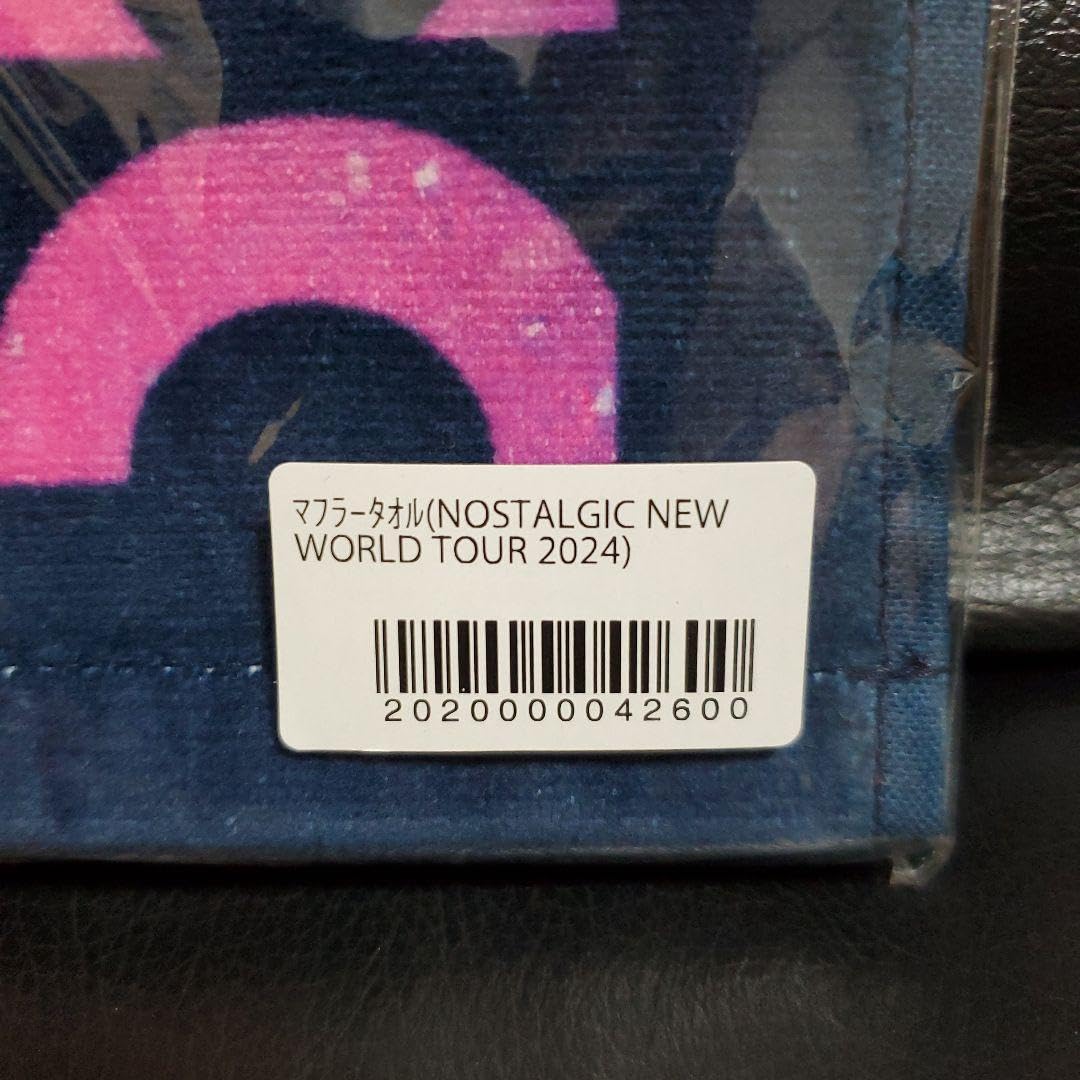 ﾏﾌﾗｰﾀｵﾙ(NOSTALGIC NEW
WORLD TOUR 2024)
2020000042600